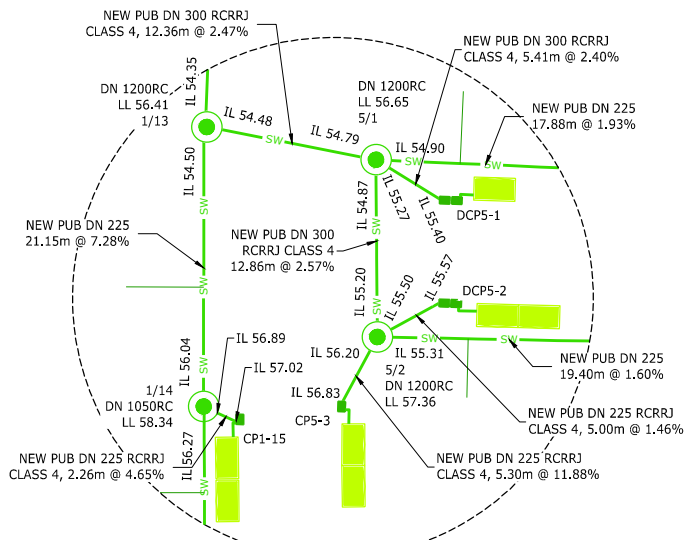 NEW PUB DN 300 RCRRJ
CLASS 4, 12.36m @ 2.47%
NEW PUB DN 300 RCRRJ
CLASS 4, 5.41m @ 2.40%
IL 54.35
DN 1200RC
LL 56.41
1/13
DN 1200RC
LL 56.65
5/1
NEW PUB DN 225
17.88m @ 1.93%
IL 54.48
IL 54.79
IL 54.90
SW
SW
IL 54.50
SW
IL 54.87
IL 55.27
IL 55.40
DCP5-1
SW
NEW PUB DN 225
21.15m @ 7.28%
NEW PUB DN 300
RCRRJ CLASS 4
12.86m @ 2.57%
SW
IL 55.20
SW
IL 55.50
IL 55.57
DCP5-2
IL 56.04
SW
IL 56.89
IL 57.02
IL 56.20
IL 55.31
SW
SW
5/2
DN 1200RC
LL 57.36
NEW PUB DN 225
19.40m @ 1.60%
1/14
DN 1050RC
LL 58.34
IL 56.83
CP5-3
NEW PUB DN 225 RCRRJ
CLASS 4, 5.00m @ 1.46%
IL 56.27
SW
CP1-15
NEW PUB DN 225 RCRRJ
CLASS 4, 2.26m @ 4.65%
NEW PUB DN 225 RCRRJ
CLASS 4, 5.30m @ 11.88%